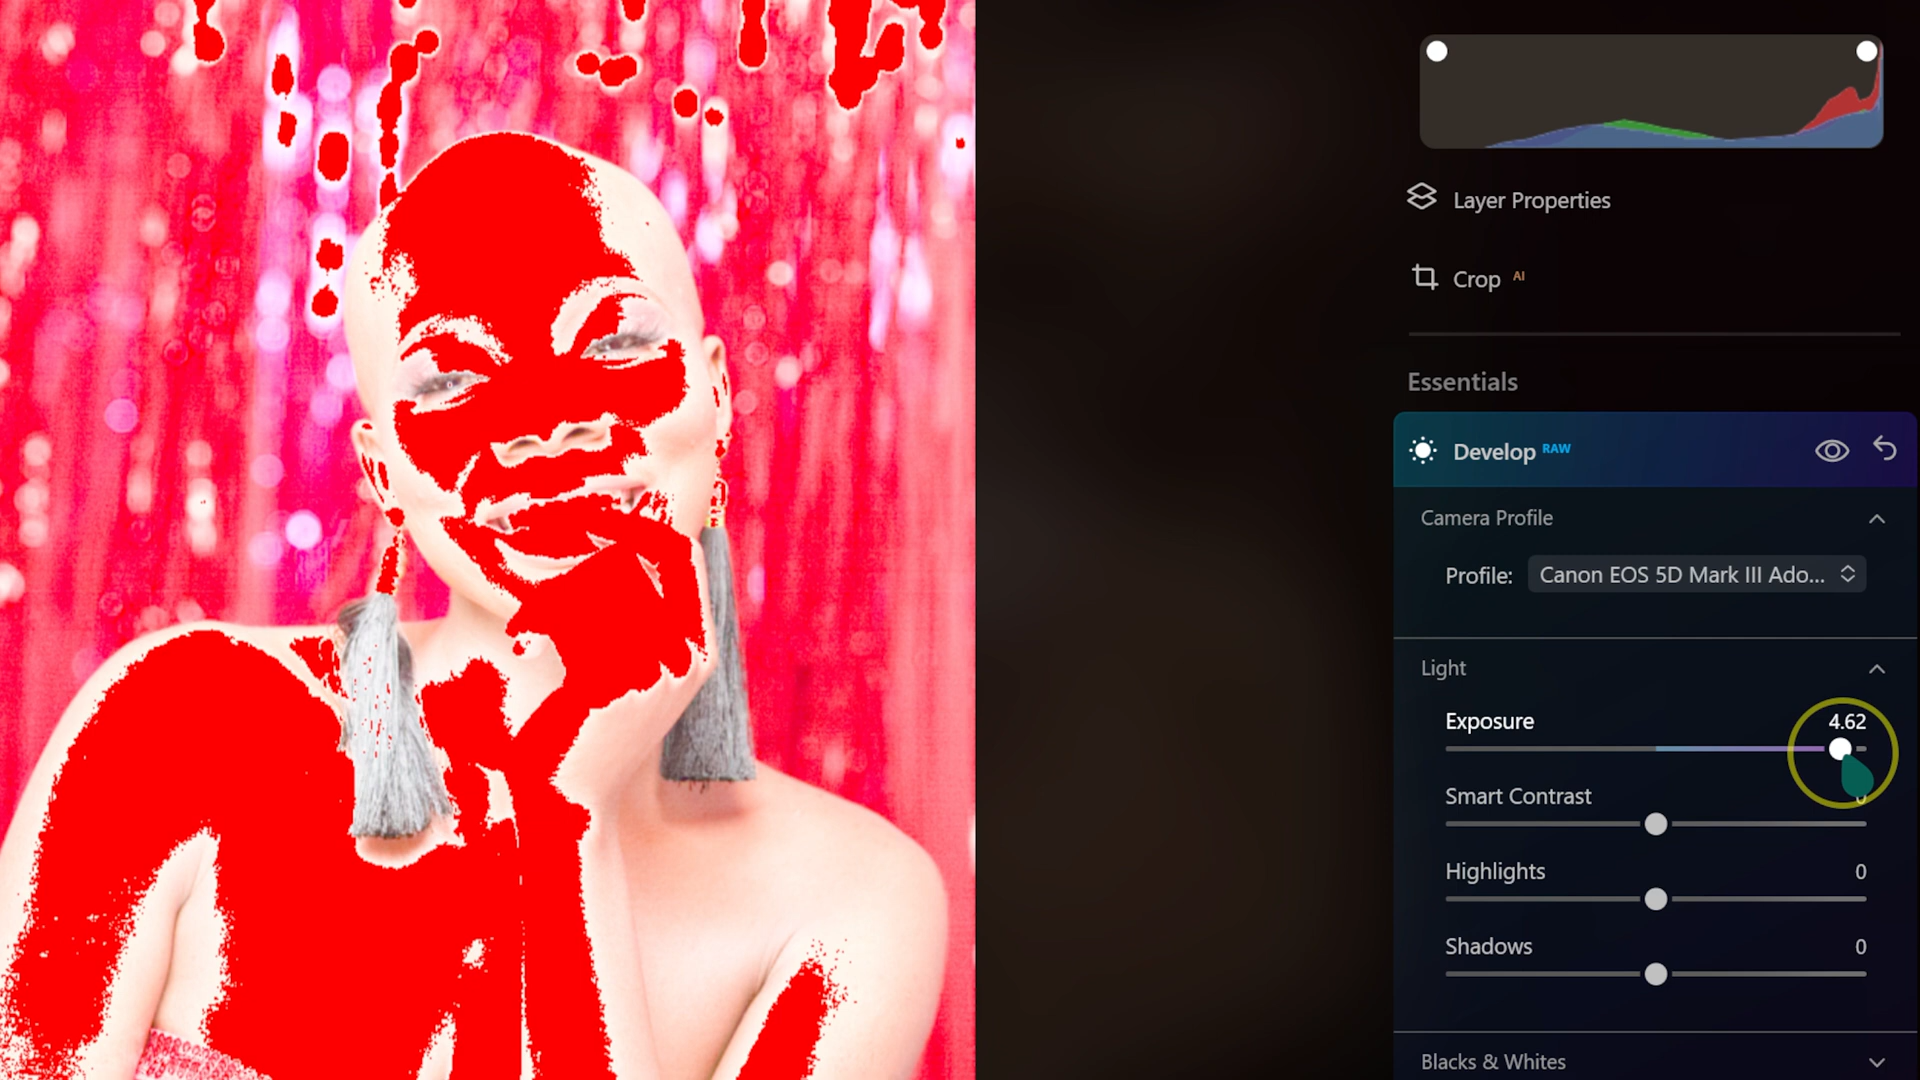 Layer Properties
Crop AI
Essentials
Develop RAW
Camera Profile
Profile: Canon EOS 5D Mark III Ado...
Light
Exposure 4.62
Smart Contrast 0
Highlights 0
Shadows 0
Blacks & Whites